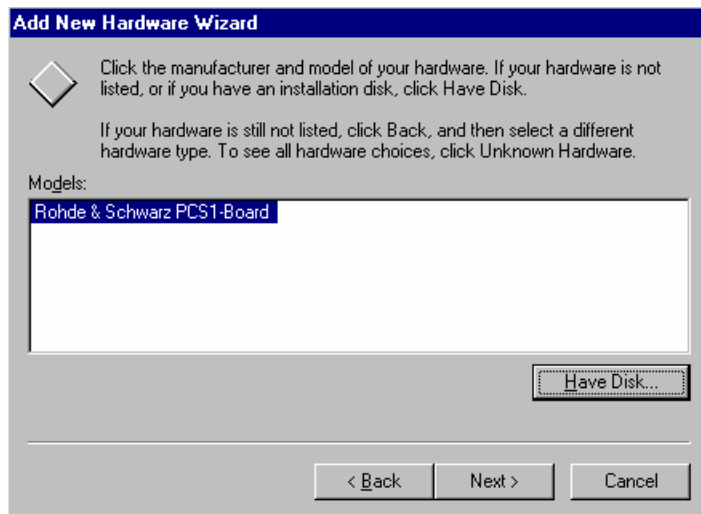 Add New Hardware Wizard
Click the manufacturer and model of your hardware. If your hardware is not
listed, or if you have an installation disk, click Have Disk.
If your hardware is still not listed, click Back, and then select a different
hardware type. To see all hardware choices, click Unknown Hardware.
Models:
Rohde & Schwarz PCS1-Board
Have Disk...
< Back
Next >
Cancel